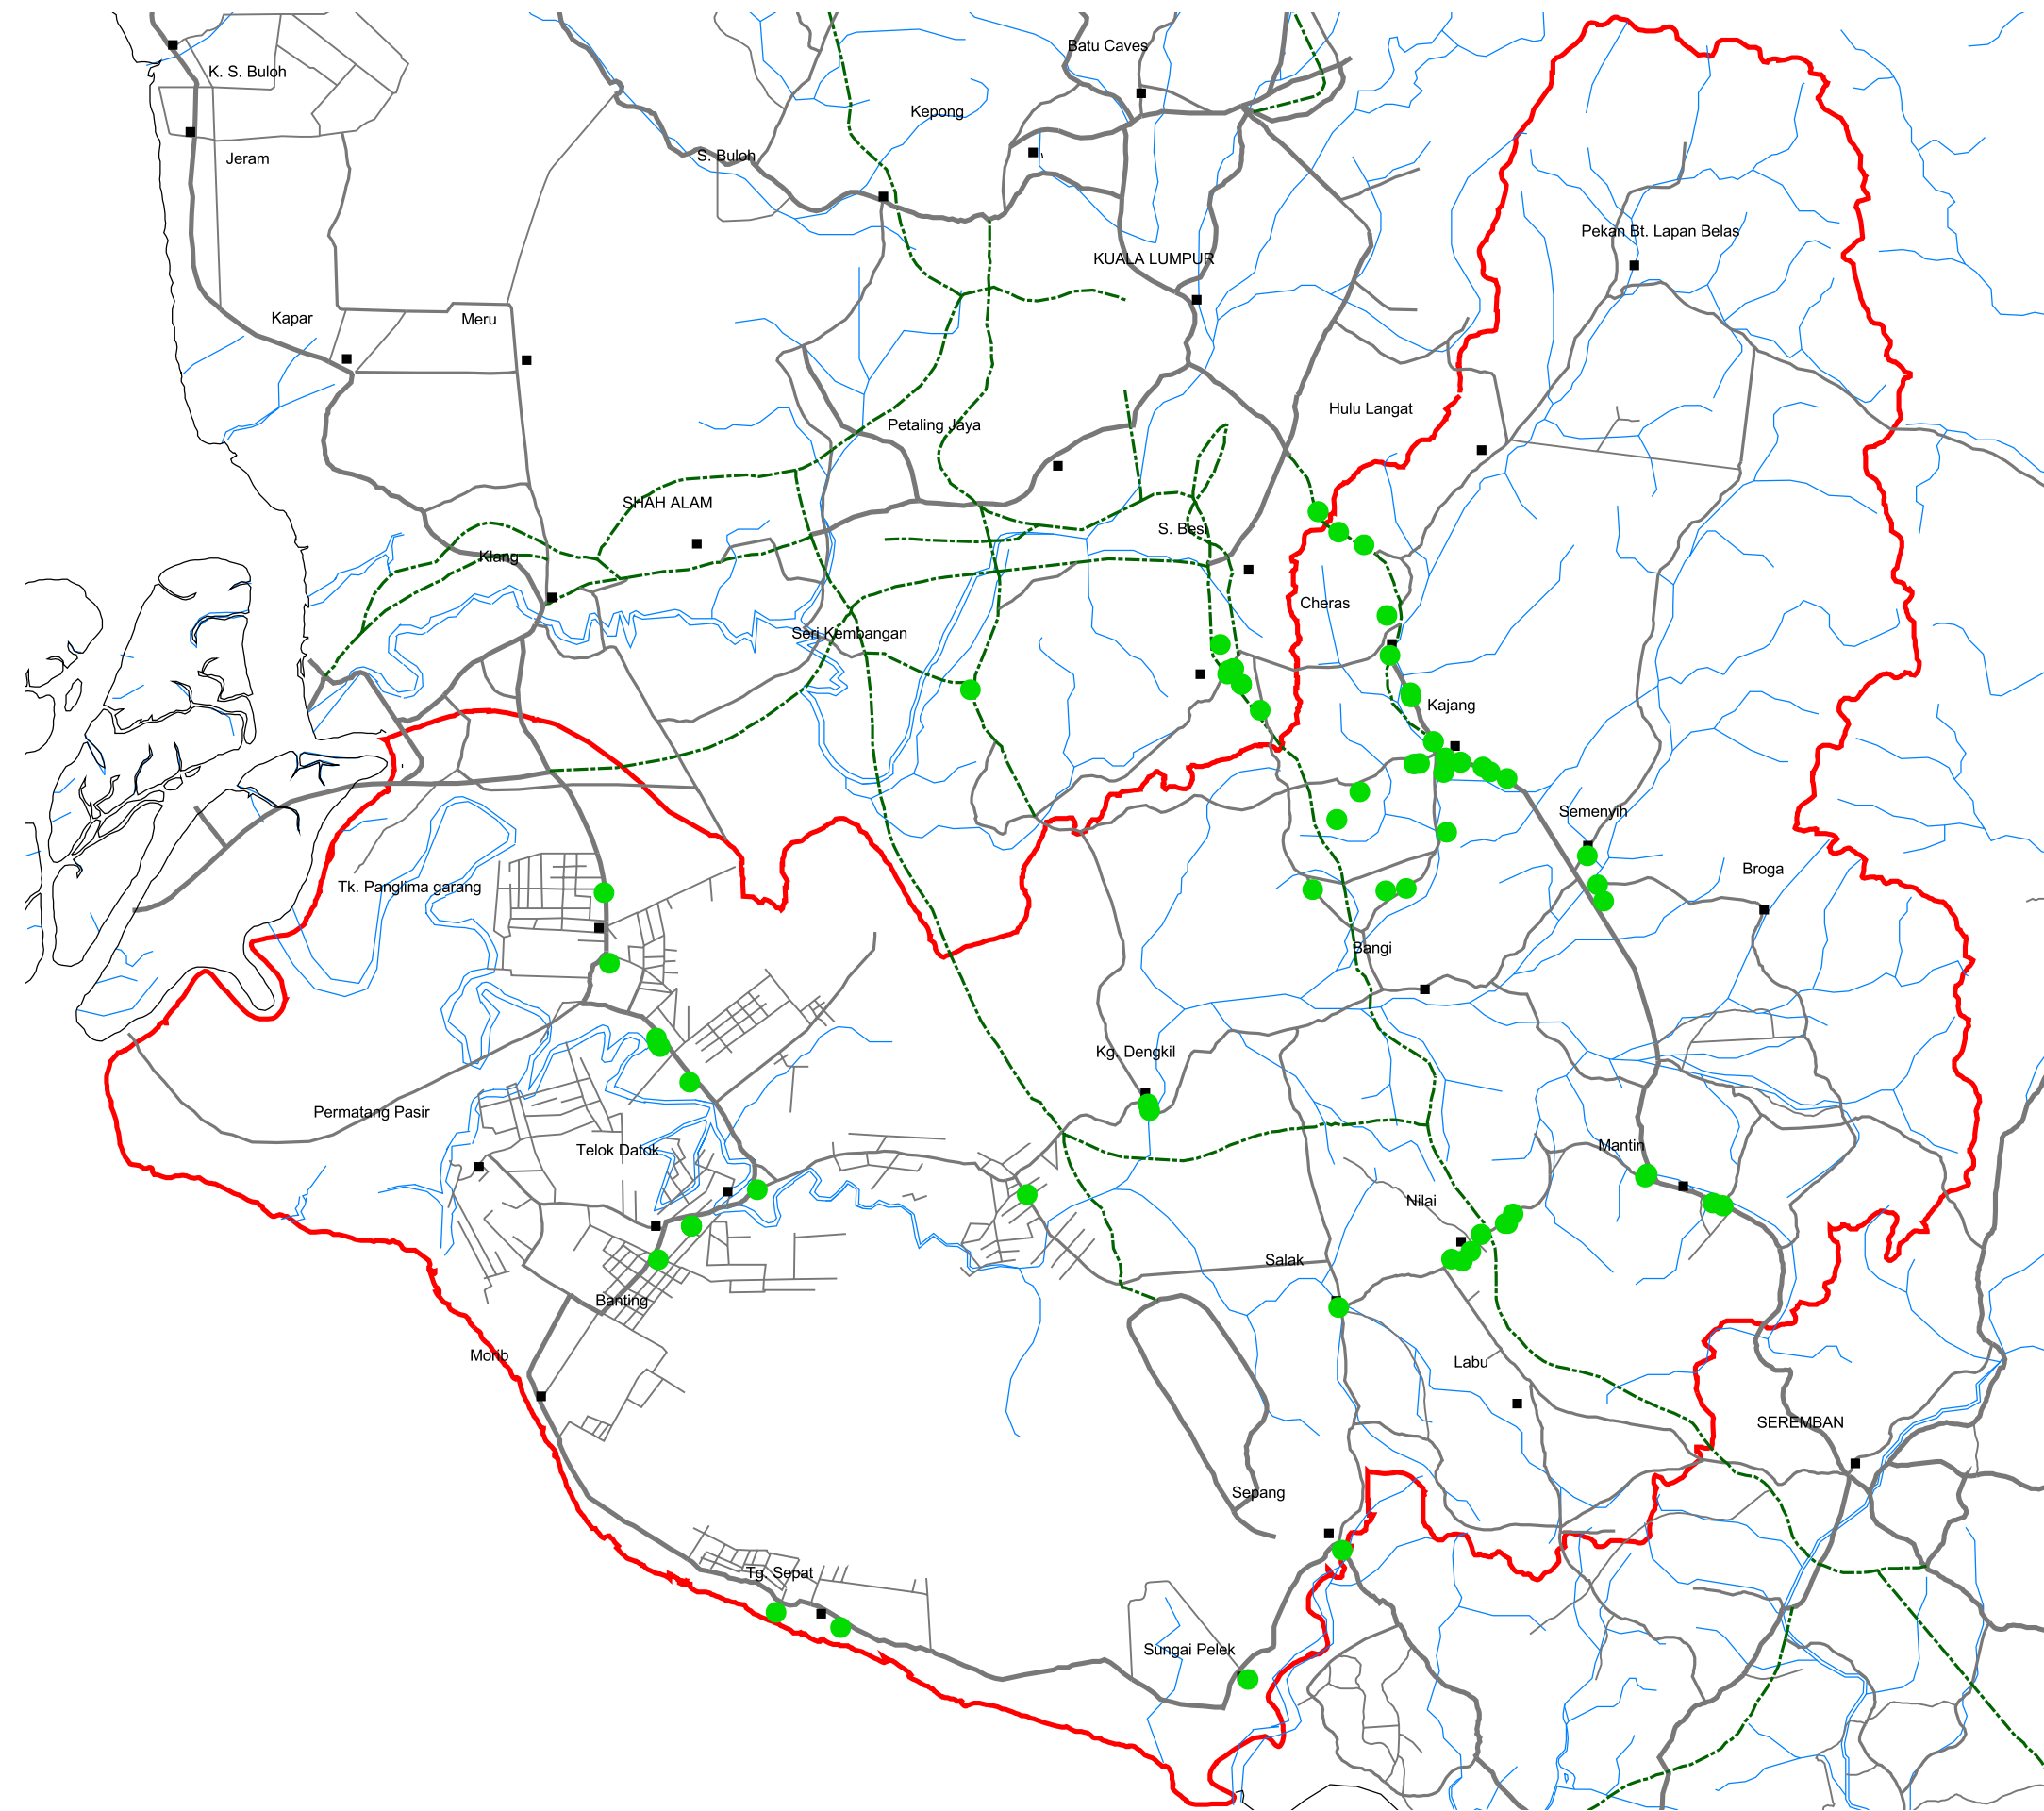 Batu Caves
K. S. Buloh
Kepong
S. Buloh
Jeram
Pekan Bt. Lapan Belas
KUALA LUMPUR
Kapar
Meru
Hulu Langat
Petaling Jaya
SHAH ALAM
S. Besi
Klang
Cheras
Seri Kembangan
Kajang
Semenyih
Broga
Tk. Panglima garang
Bangi
Kg. Dengkil
Permatang Pasir
Mantin
Telok Datok
Nilai
Salak
Banting
Morib
Labu
SEREMBAN
Sepang
Tg. Sepat
Sungai Pelek